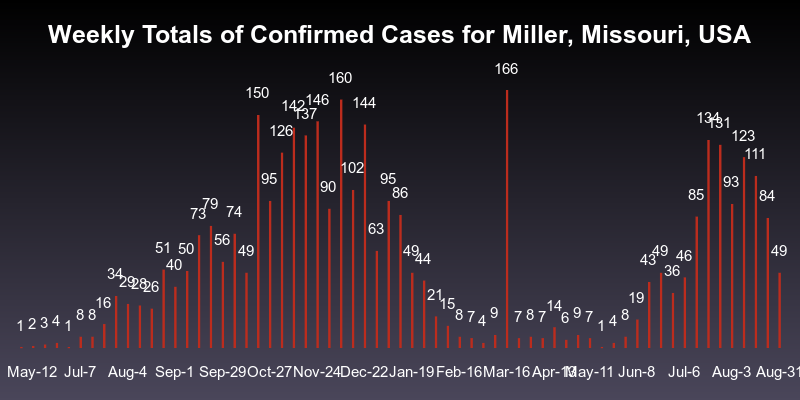 Weekly Totals of Confirmed Cases for Miller, Missouri, USA
1 2 3 4 1 8 8 16 34 29 28 26 51 40 50 73 79 56 74 49 150 95 126 142 137 146 90 160 102 144 63 95 86 49 44 21 15 8 7 4 9 166 7 8 7 14 6 9 7 1 4 8 19 43 49 36 46 85 134 131 93 123 111 84 49
May-12 Jul-7 Aug-4 Sep-1 Sep-29 Oct-27 Nov-24 Dec-22 Jan-19 Feb-16 Mar-16 Apr-13 May-11 Jun-8 Jul-6 Aug-3 Aug-31